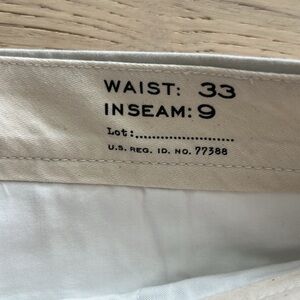 WAIST: 33
INSEAM: 9
Lot:......................
U.S. REG. ID. NO. 77388